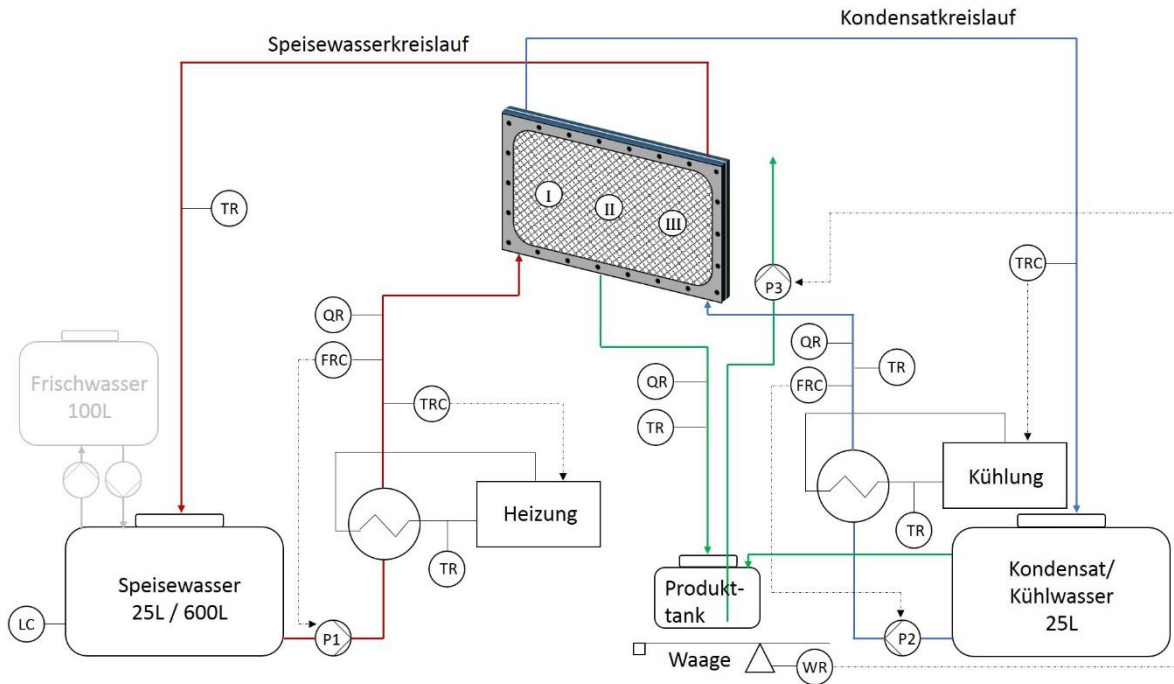 Kondensatkreislauf
Speisewasserkreislauf
I
II
III
TR
TRC
P3
QR
QR
FRC
TR
Frischwasser
100L
QR
FRC
TRC
TR
Kühlung
Heizung
TR
TR
Speisewasser
25L / 600L
Produkt-
tank
Kondensat/
Kühlwasser
25L
LC
P1
P2
Waage
WR